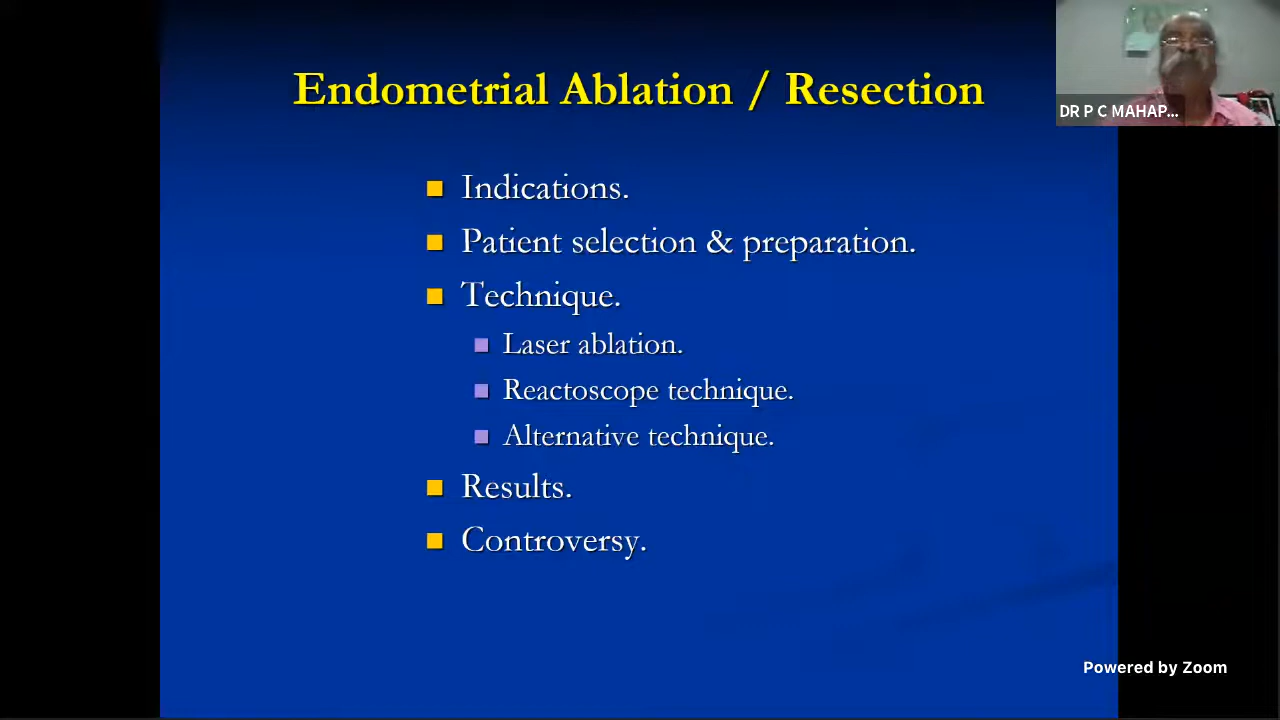 Endometrial Ablation / Resection
DR P C MAHAP...
Indications.
Patient selection & preparation.
Technique.
Laser ablation.
Reactoscope technique.
Alternative technique.
Results.
Controversy.
Powered by Zoom